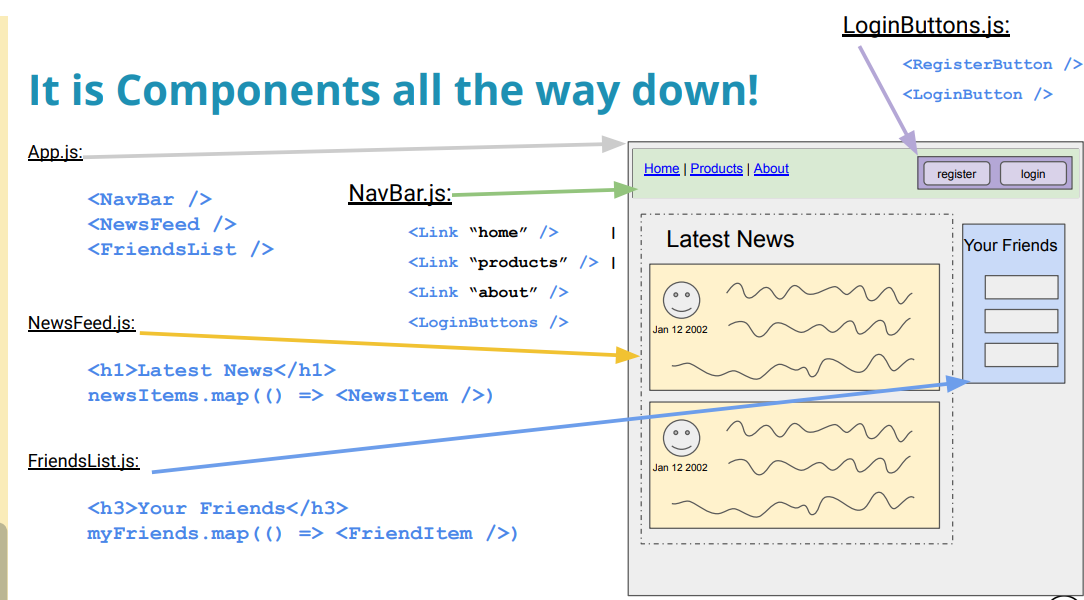 LoginButtons.js:
<RegisterButton />
<LoginButton />
It is Components all the way down!
App.js:
<NavBar />
<NewsFeed />
<FriendsList />
NavBar.js:
<Link “home” /> |
<Link “products” /> |
<Link “about” />
<LoginButtons />
NewsFeed.js:
<h1>Latest News</h1>
newsItems.map(() => <NewsItem />)
FriendsList.js:
<h3>Your Friends</h3>
myFriends.map(() => <FriendItem />)
Home | Products | About
register login
Latest News
Jan 12 2002
Jan 12 2002
Your Friends